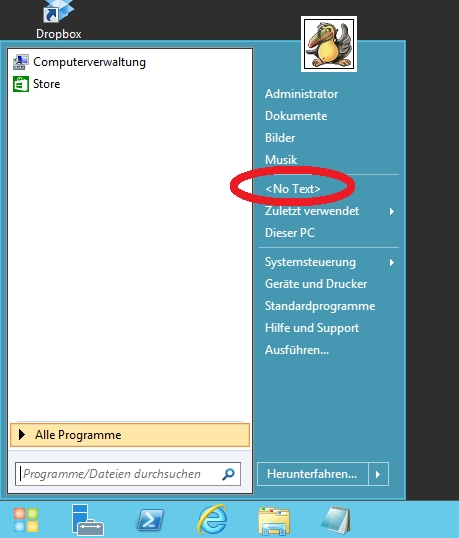 Dropbox
Computerverwaltung
Store
Administrator
Dokumente
Bilder
Musik
<No Text>
Zuletzt verwendet
Dieser PC
Systemsteuerung
Geräte und Drucker
Standardprogramme
Hilfe und Support
Ausführen...
Alle Programme
Programme/Dateien durchsuchen
Herunterfahren...